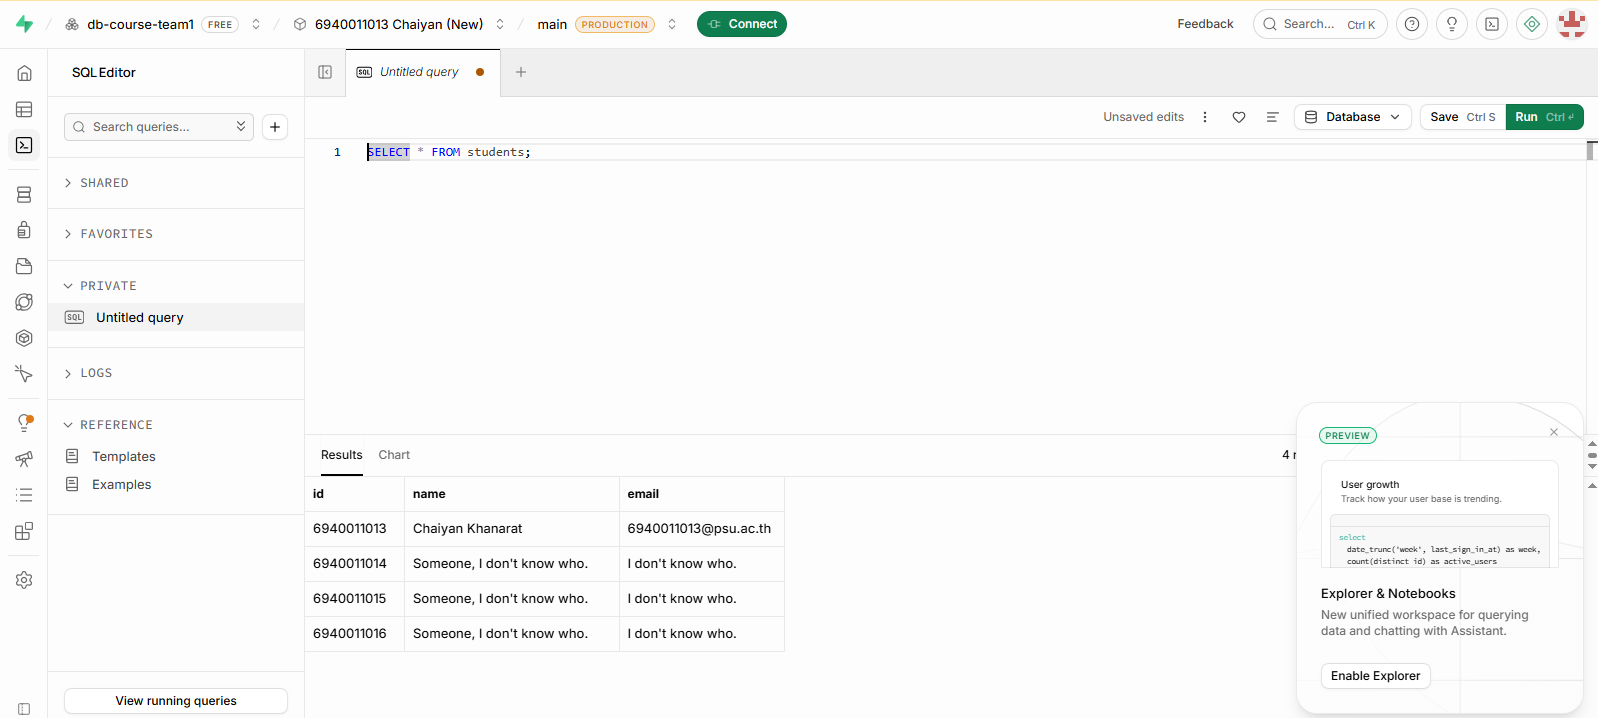 db-course-team1 FREE 6940011013 Chaiyan (New) main PRODUCTION Connect Feedback Search... Ctrl K
SQL Editor
SQL Untitled query
Search queries...
Unsaved edits Database Save Ctrl S Run Ctrl ↵
1 SELECT * FROM students;
SHARED
FAVORITES
PRIVATE
SQL Untitled query
LOGS
REFERENCE
Templates
Examples
View running queries
Results Chart 4
id name email
6940011013 Chaiyan Khanarat 6940011013@psu.ac.th
6940011014 Someone, I don't know who. I don't know who.
6940011015 Someone, I don't know who. I don't know who.
6940011016 Someone, I don't know who. I don't know who.
PREVIEW
User growth
Track how your user base is trending.
select
date_trunc('week', last_sign_in_at) as week,
count(distinct id) as active_users
Explorer & Notebooks
New unified workspace for querying
data and chatting with Assistant.
Enable Explorer